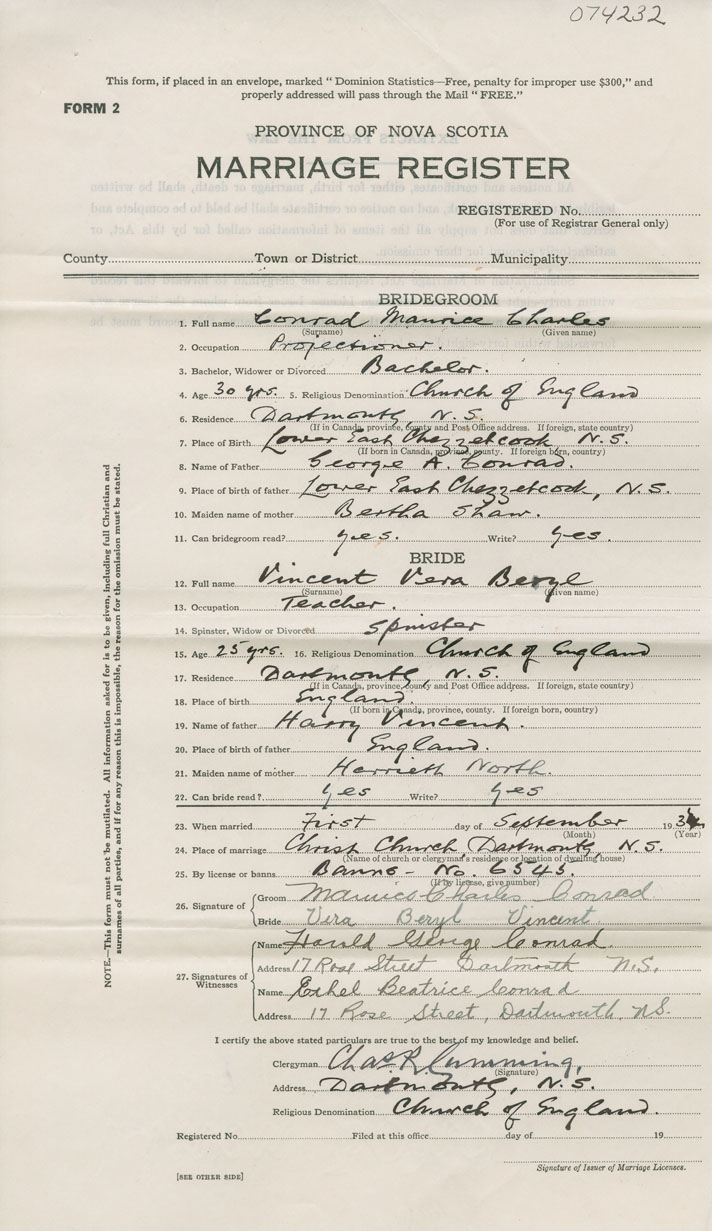 074232
This form, if placed in an envelope, marked "Dominion Statistics—Free, penalty for improper use $300," and
properly addressed will pass through the Mail "FREE."
FORM 2
PROVINCE OF NOVA SCOTIA
MARRIAGE REGISTER
REGISTERED No.
(For use of Registrar General only)
County Town or District Municipality
BRIDEGROOM
1. Full name Conrad Maurice Charles
(Surname) (Given name)
2. Occupation Projectioner.
3. Bachelor, Widower or Divorced Bachelor.
4. Age 30 yrs. 5. Religious Denomination Church of England
6. Residence Dartmouth, N.S.
(If in Canada, province, county and Post Office address. If foreign, state country)
7. Place of Birth Lower East Chezzetcook N.S.
(If born in Canada, province, county. If foreign born, country)
8. Name of Father George A. Conrad.
9. Place of birth of father Lower East Chezzetcook, N.S.
10. Maiden name of mother Bertha Shaw.
11. Can bridegroom read? yes. Write? yes.
BRIDE
12. Full name Vincent Vera Beryl
(Surname) (Given name)
13. Occupation Teacher.
14. Spinster, Widow or Divorced Spinster
15. Age 25 yrs. 16. Religious Denomination Church of England
17. Residence Dartmouth, N.S.
(If in Canada, province, county and Post Office address. If foreign, state country)
18. Place of birth England.
(If born in Canada, province, county. If foreign born, country)
19. Name of father Harry Vincent.
20. Place of birth of father England.
21. Maiden name of mother Harrieth North.
22. Can bride read? yes Write? yes
23. When married First day of September 193
(Month) (Year)
24. Place of marriage Christ Church, Dartmouth, N.S.
(Name of church or clergyman's residence or location of dwelling house)
25. By license or banns Banns - No. 6543.
(If by license, give number)
26. Signature of Groom Maurice Charles Conrad
Bride Vera Beryl Vincent.
27. Signatures of Witnesses
Name Harold George Conrad.
Address 17 Rose Street Dartmouth N.S.
Name Ethel Beatrice Conrad
Address 17 Rose Street, Dartmouth, N.S.
I certify the above stated particulars are true to the best of my knowledge and belief.
Clergyman Chas. R. Cumming,
(Signature)
Address Dartmouth, N.S.
Religious Denomination Church of England.
Registered No. Filed at this office day of 19
Signature of Issuer of Marriage Licenses.
[SEE OTHER SIDE]
NOTE.—This form must not be mutilated. All information asked for is to be given, including full Christian and
surnames of all parties, and if for any reason this is impossible, the reason for the omission must be stated.